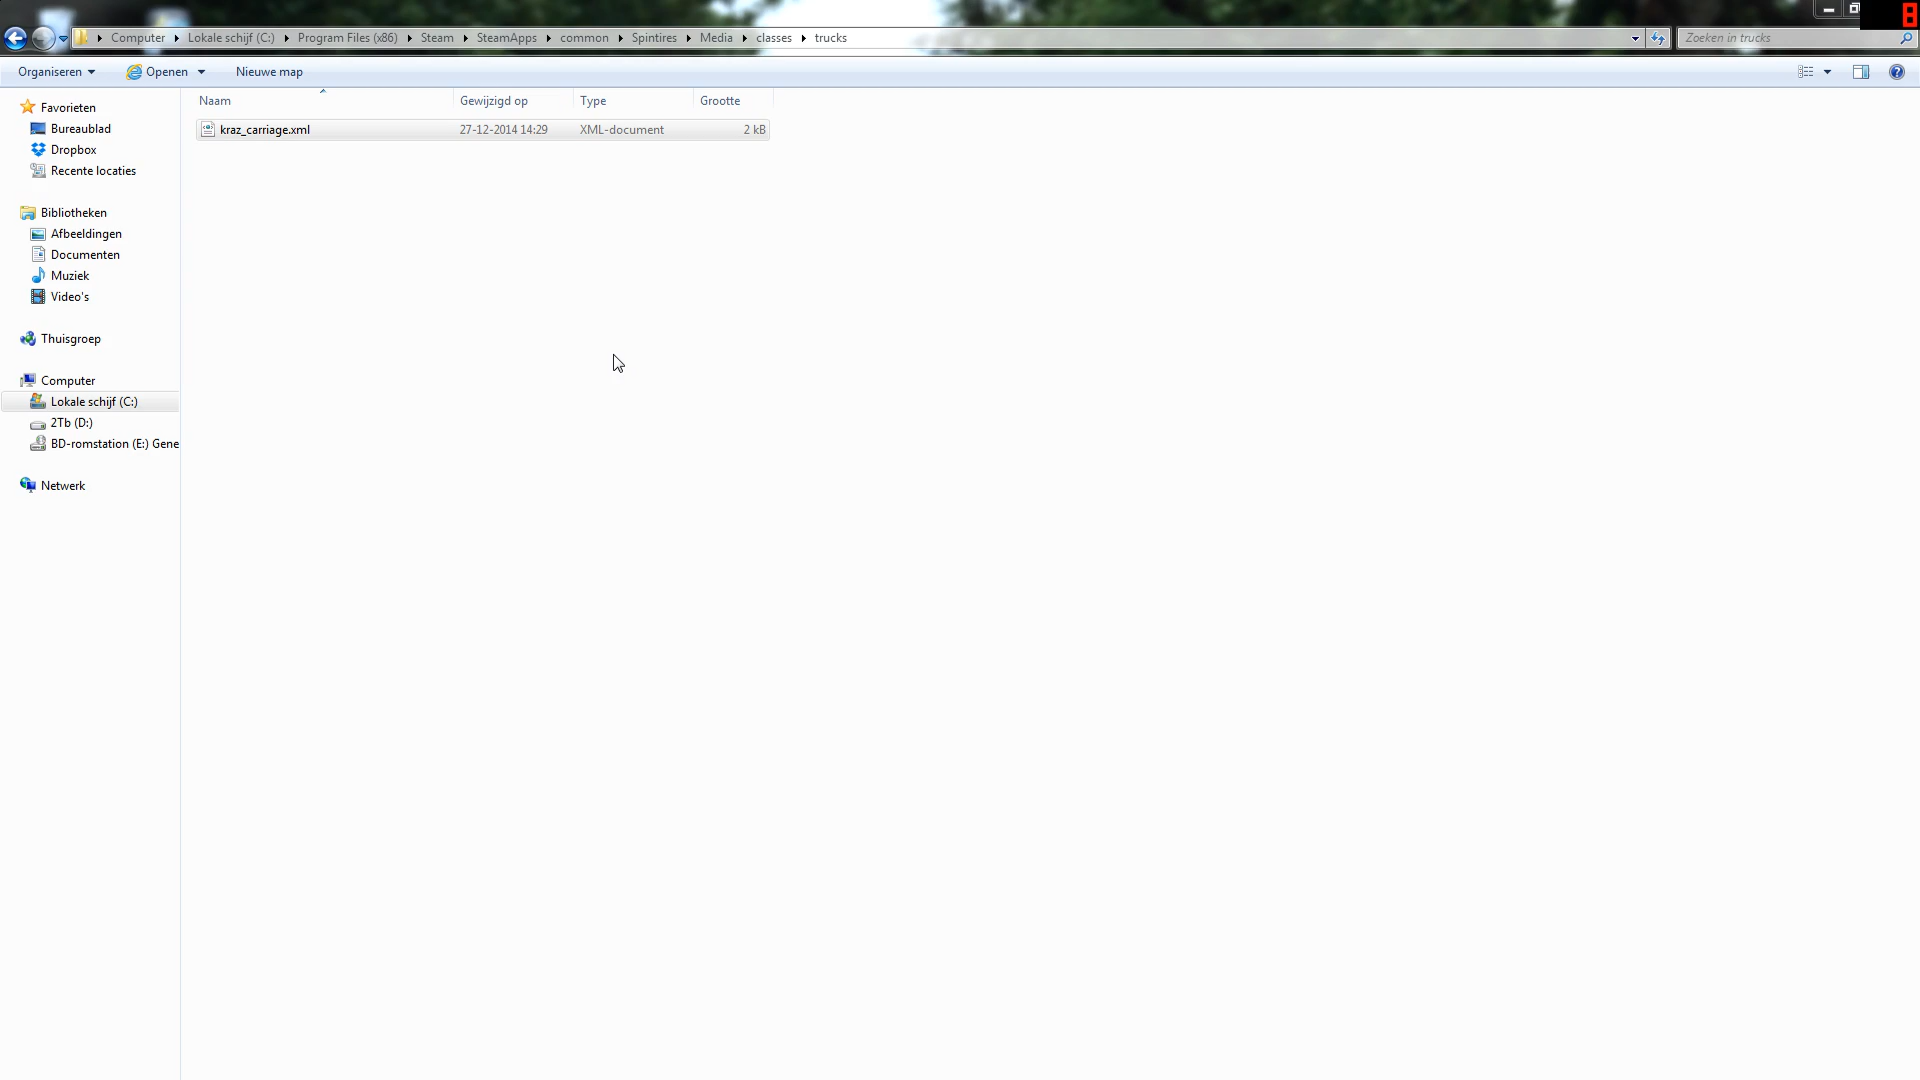 Computer Lokale schijf (C:) Program Files (x86) Steam SteamApps common Spintires Media classes trucks
Zoeken in trucks
8
Organiseren Openen Nieuwe map
Naam Gewijzigd op Type Grootte
kraz_carriage.xml 27-12-2014 14:29 XML-document 2 kB
Favorieten
Bureaublad
Dropbox
Recente locaties
Bibliotheken
Afbeeldingen
Documenten
Muziek
Video's
Thuisgroep
Computer
Lokale schijf (C:)
2Tb (D:)
BD-romstation (E:) Gene
Netwerk